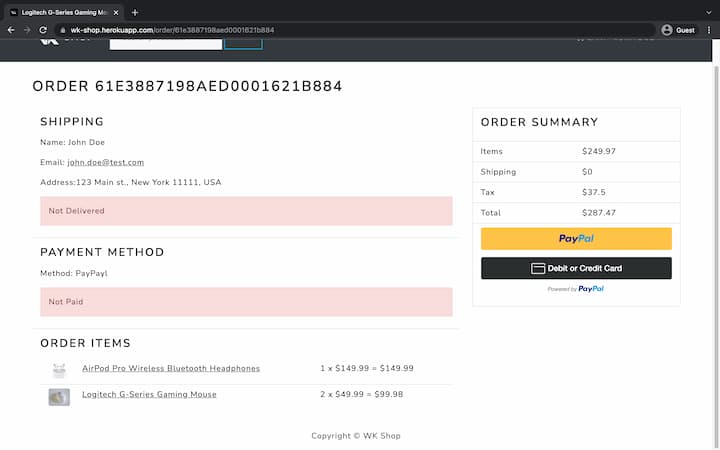 Logitech G-Series Gaming Mo
wk-shop.herokuapp.com/order/61e3887198aed0001621b884
Guest
ORDER 61E3887198AED0001621B884
SHIPPING
Name: John Doe
Email: john.doe@test.com
Address:123 Main st., New York 11111, USA
Not Delivered
PAYMENT METHOD
Method: PayPayl
Not Paid
ORDER ITEMS
AirPod Pro Wireless Bluetooth Headphones 1 x $149.99 = $149.99
Logitech G-Series Gaming Mouse 2 x $49.99 = $99.98
ORDER SUMMARY
Items $249.97
Shipping $0
Tax $37.5
Total $287.47
PayPal
Debit or Credit Card
Powered by PayPal
Copyright © WK Shop